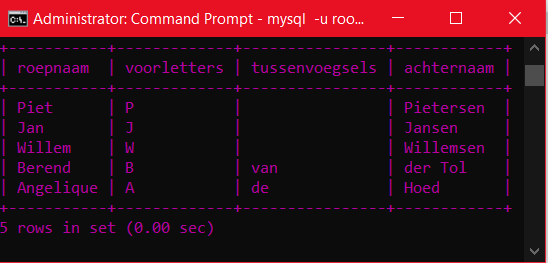 Administrator: Command Prompt - mysql  -u roo...
+-----------+--------------+----------------+------------+
| roepnaam  | voorletters | tussenvoegsels | achternaam |
+-----------+-------------+----------------+------------+
| Piet      | P           |                | Pietersen  |
| Jan       | J           |                | Jansen     |
| Willem    | W           |                | Willemsen  |
| Berend    | B           | van            | der Tol    |
| Angelique | A           | de             | Hoed       |
+-----------+-------------+----------------+------------+
5 rows in set (0.00 sec)